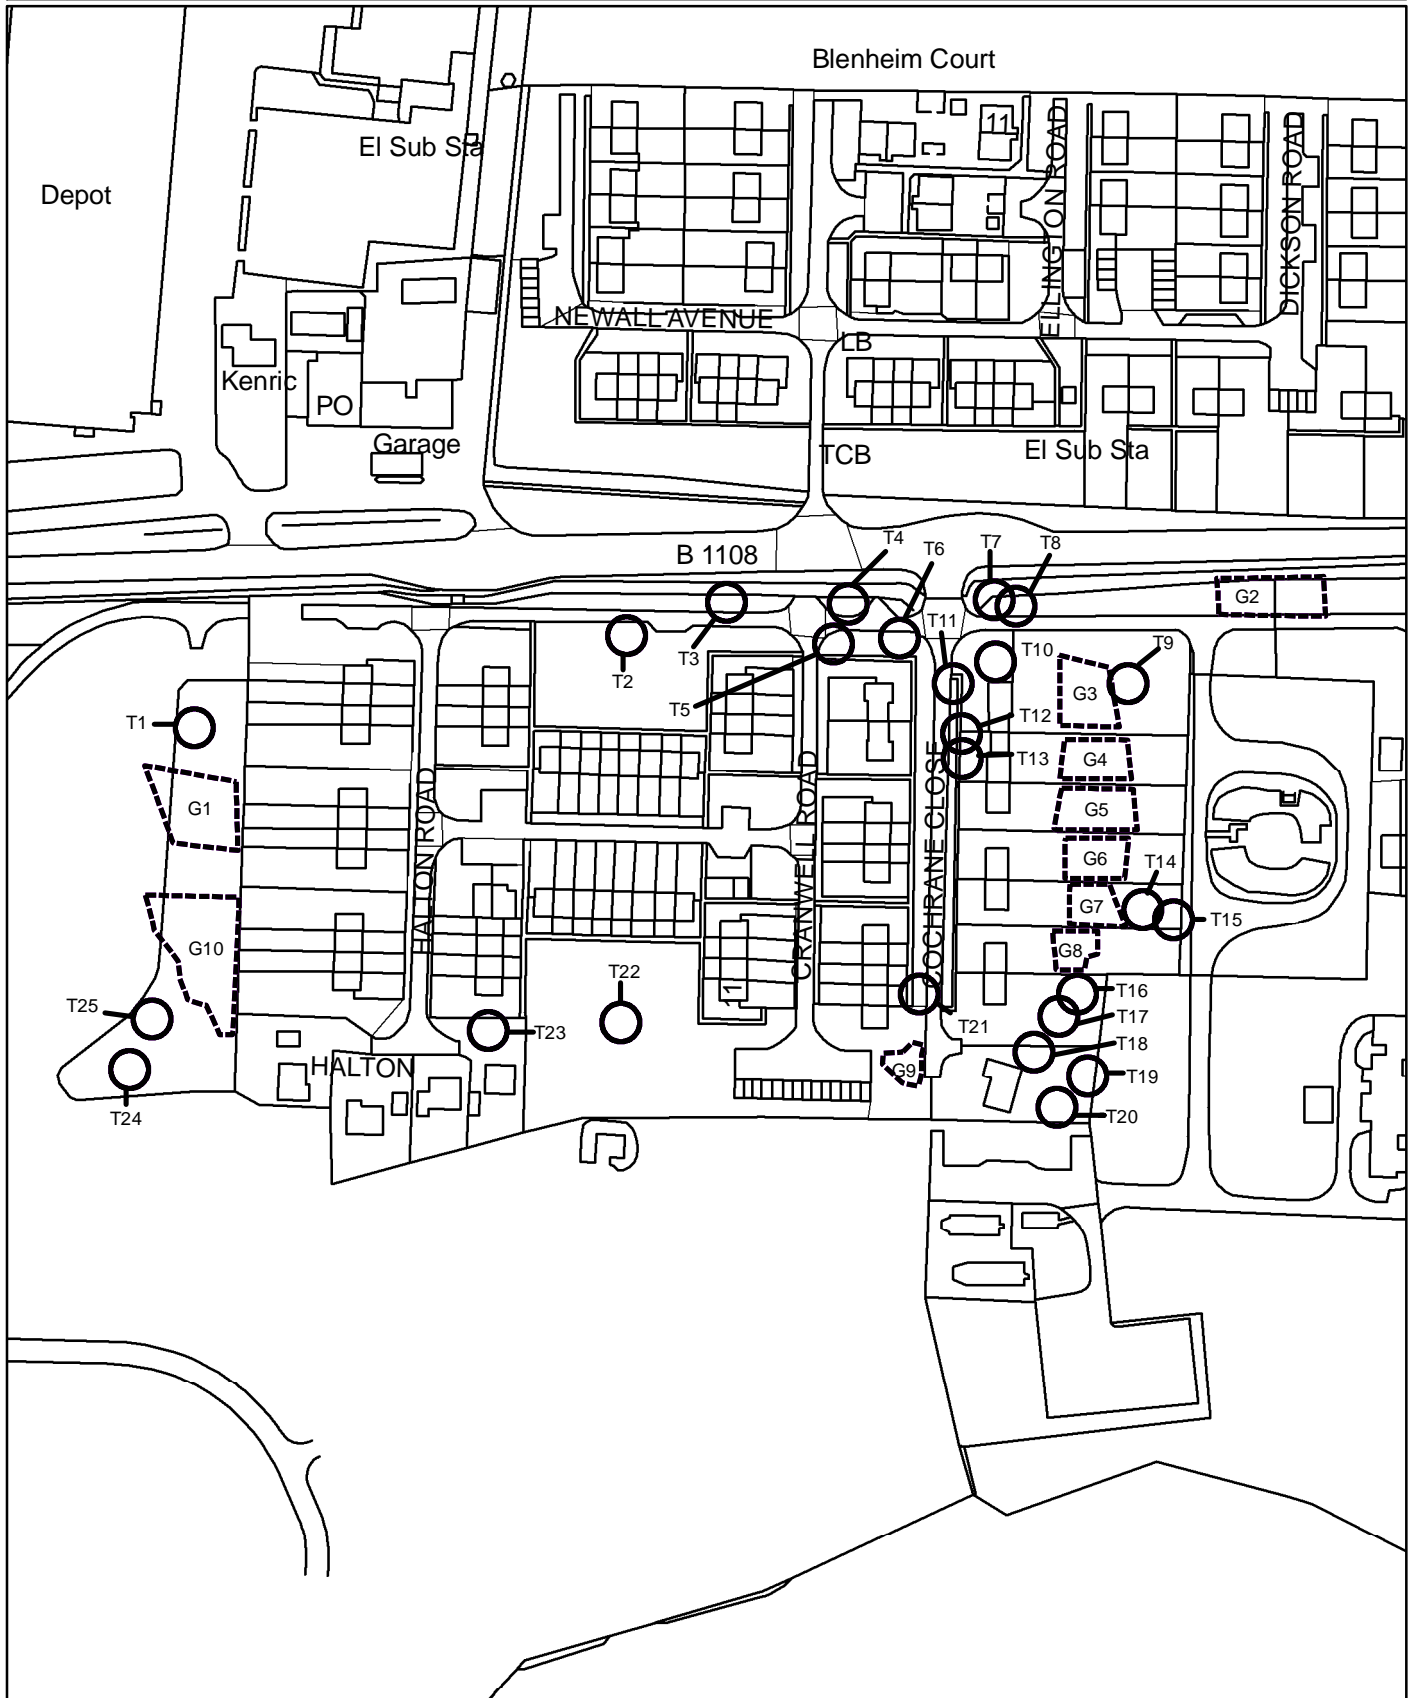 Blenheim Court
11
El Sub Sta
Depot
ELLINGTON ROAD
DICKSON ROAD
NEWALL AVENUE
LB
Kenric
PO
Garage
TCB
El Sub Sta
B 1108
T4
T6
T7
T8
G2
T11
T10
T9
T3
T2
G3
T5
T1
T12
T13
G4
G1
G5
HALTON ROAD
CRANWELL ROAD
COCHRANE CLOSE
G6
T14
G7
T15
G10
G8
T22
11
T16
T25
T17
T23
T21
T18
HALTON
G9
T19
T24
T20